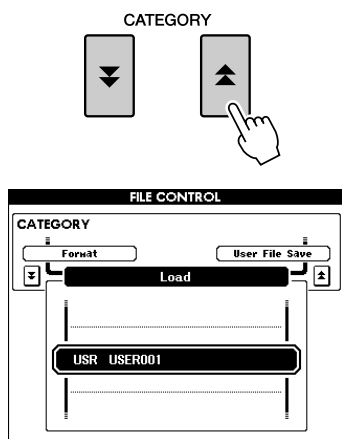 CATEGORY
FILE CONTROL
CATEGORY
Format
User File Save
Load
USR USER001